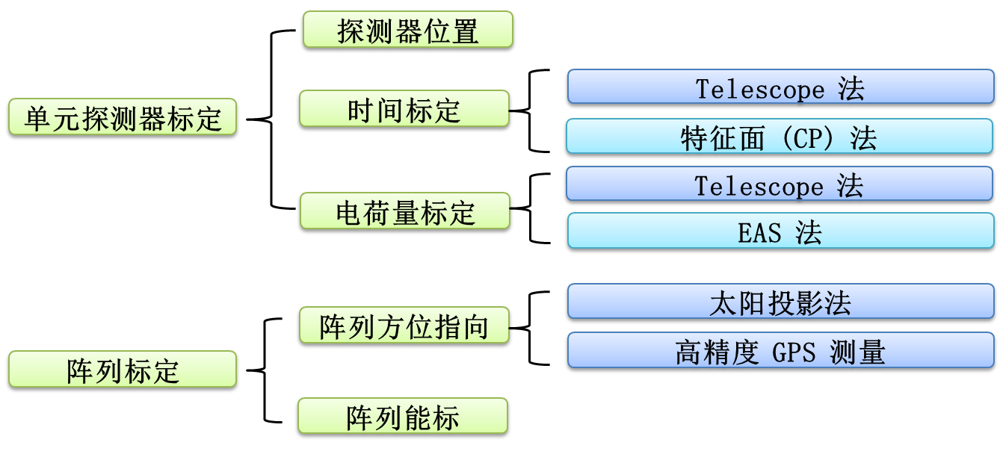 单元探测器标定
探测器位置
时间标定
Telescope 法
特征面 (CP) 法
电荷量标定
Telescope 法
EAS 法
阵列标定
阵列方位指向
太阳投影法
高精度 GPS 测量
阵列能标